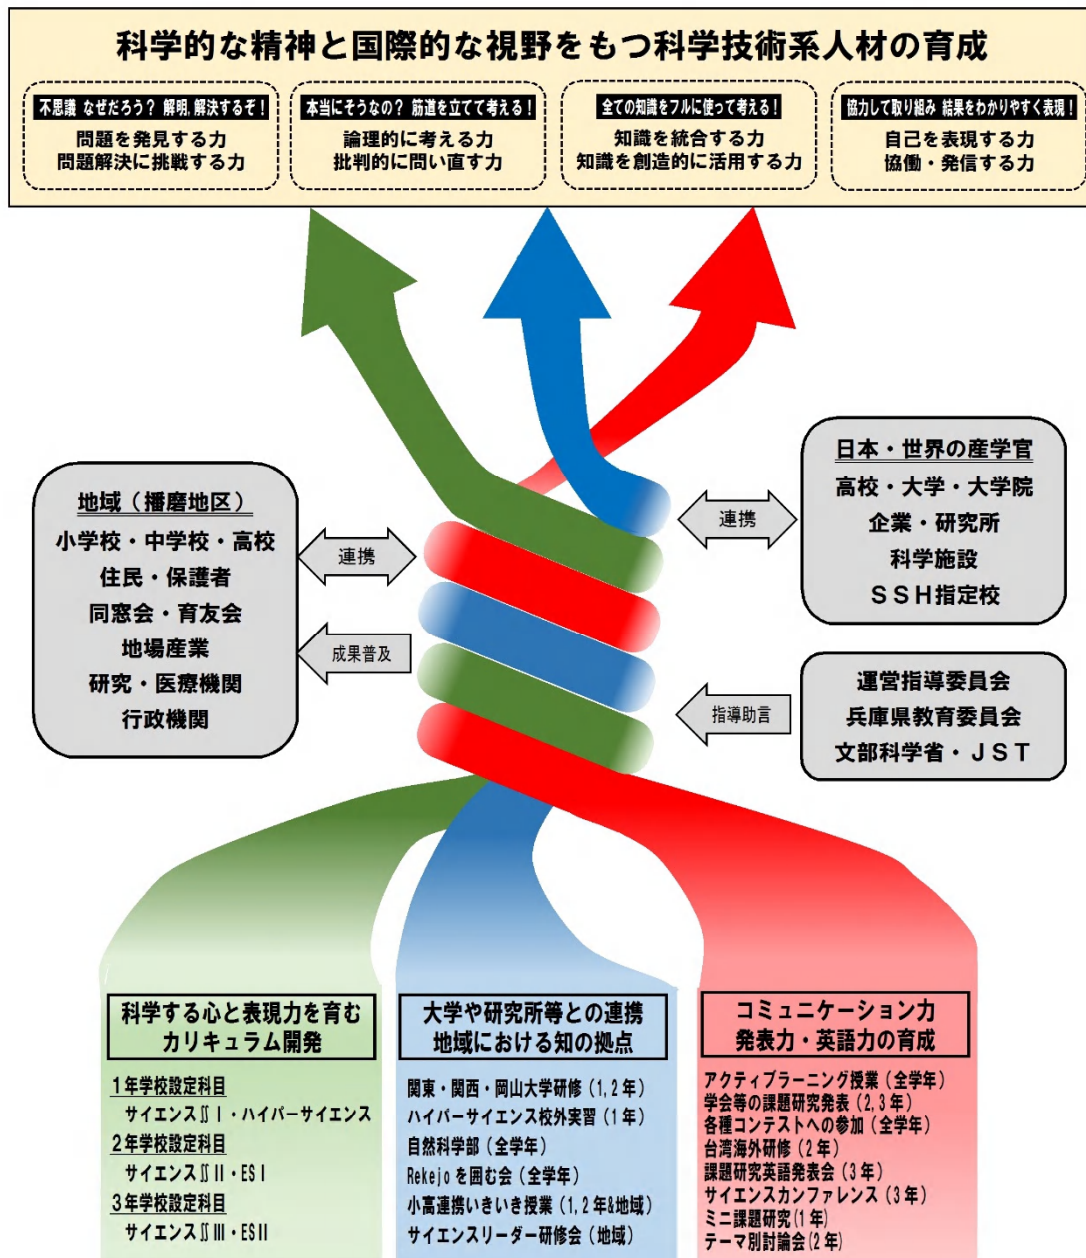 科学的な精神と国際的な視野をもつ科学技術系人材の育成
不思議 なぜだろう？ 解明,解決するぞ！
問題を発見する力
問題解決に挑戦する力
本当にそうなの？ 筋道を立てて考える！
論理的に考える力
批判的に問い直す力
全ての知識をフルに使って考える！
知識を統合する力
知識を創造的に活用する力
協力して取り組み 結果をわかりやすく表現！
自己を表現する力
協働・発信する力
地域（播磨地区）
小学校・中学校・高校
住民・保護者
同窓会・育友会
地場産業
研究・医療機関
行政機関
連携
成果普及
日本・世界の産学官
高校・大学・大学院
企業・研究所
科学施設
ＳＳＨ指定校
連携
運営指導委員会
兵庫県教育委員会
文部科学省・ＪＳＴ
指導助言
科学する心と表現力を育む
カリキュラム開発
1年学校設定科目
サイエンス∬Ⅰ・ハイパーサイエンス
2年学校設定科目
サイエンス∬II・ESⅠ
3年学校設定科目
サイエンス∬III・ESII
大学や研究所等との連携
地域における知の拠点
関東・関西・岡山大学研修（1,2年）
ハイパーサイエンス校外実習（1年）
自然科学部（全学年）
Rekejoを囲む会（全学年）
小高連携いきいき授業（1,2年&地域）
サイエンスリーダー研修会（地域）
コミュニケーション力
発表力・英語力の育成
アクティブラーニング授業（全学年）
学会等の課題研究発表（2,3年）
各種コンテストへの参加（全学年）
台湾海外研修（2年）
課題研究英語発表会（3年）
サイエンスカンファレンス（3年）
ミニ課題研究(1年)
テーマ別討論会(2年)